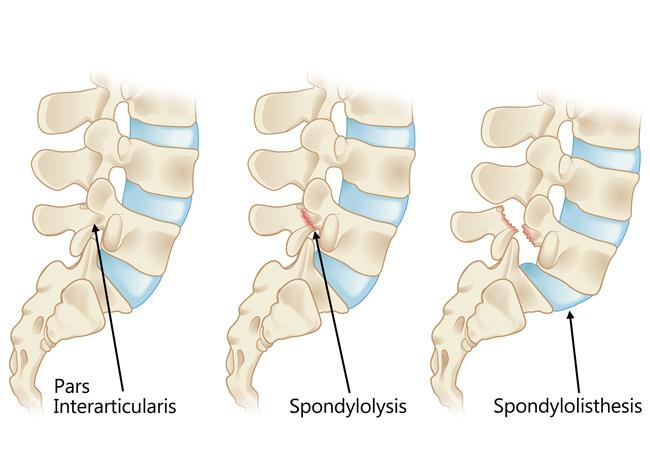 Pars
Interarticularis
Spondylolysis
Spondylolisthesis